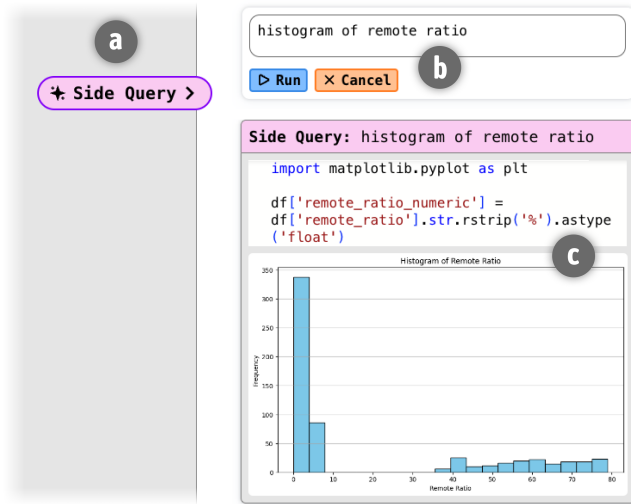 a
Side Query
histogram of remote ratio
b
Run Cancel
Side Query: histogram of remote ratio
import matplotlib.pyplot as plt
df['remote_ratio_numeric'] =
df['remote_ratio'].str.rstrip('%').astype
('float')
c
Histogram of Remote Ratio
350
300
250
200
150
100
50
0
Frequency
0 10 20 30 40 50 60 70 80
Remote Ratio